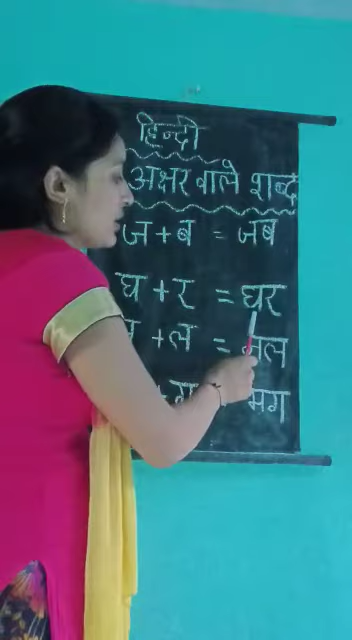 हिन्दी
अक्षर वाले शब्द
ज + ब = जब
घ + र = घर
+ ल =
+ ग मग